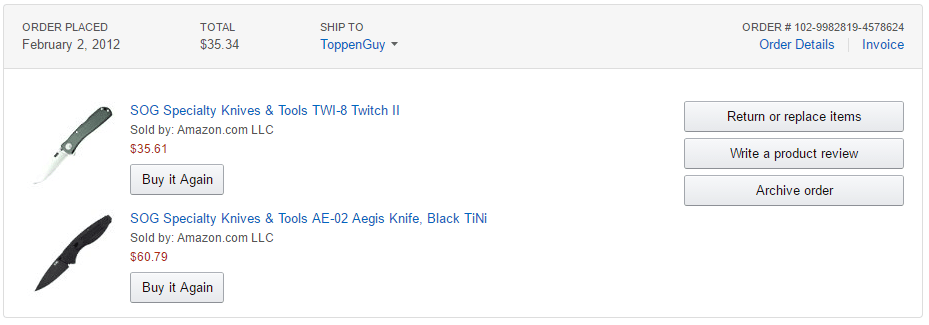 ORDER PLACED
February 2, 2012
TOTAL
$35.34
SHIP TO
ToppenGuy
ORDER # 102-9982819-4578624
Order Details
Invoice
SOG Specialty Knives & Tools TWI-8 Twitch II
Sold by: Amazon.com LLC
$35.61
Buy it Again
SOG Specialty Knives & Tools AE-02 Aegis Knife, Black TiNi
Sold by: Amazon.com LLC
$60.79
Buy it Again
Return or replace items
Write a product review
Archive order